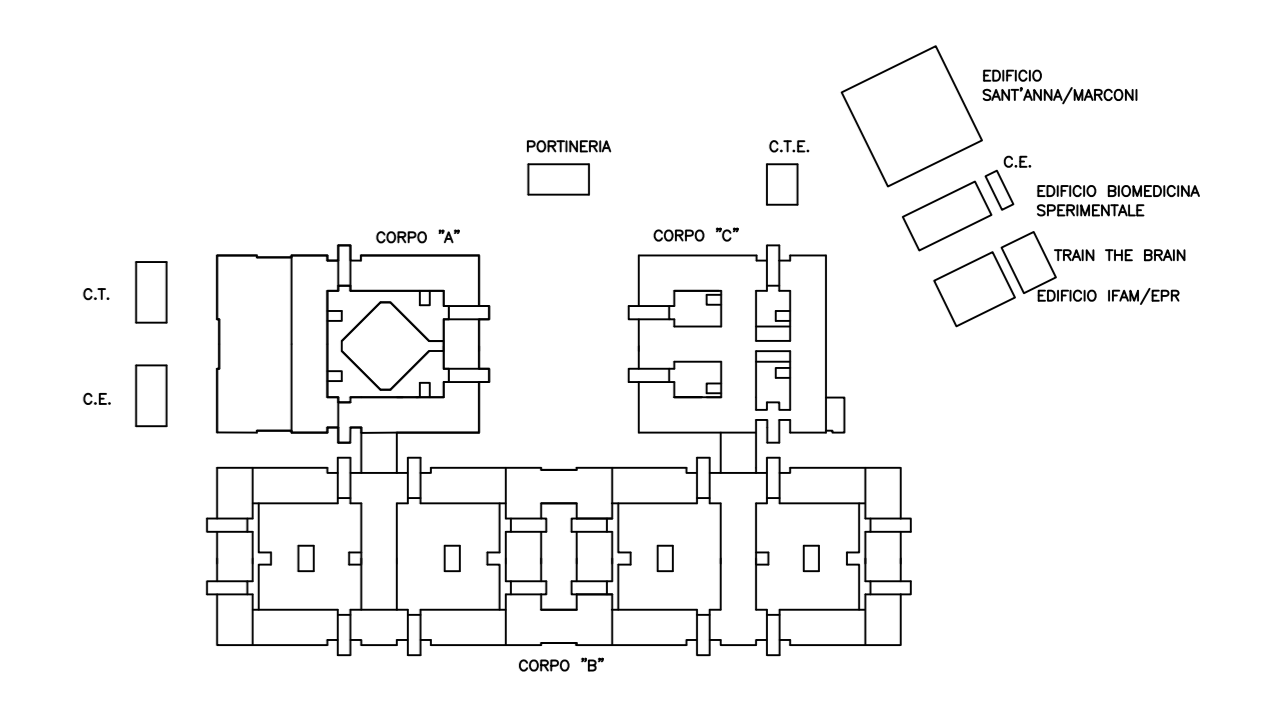 EDIFICIO
SANT'ANNA/MARCONI
PORTINERIA
C.T.E.
C.E.
EDIFICIO BIOMEDICINA
SPERIMENTALE
CORPO "A"
CORPO "C"
TRAIN THE BRAIN
C.T.
EDIFICIO IFAM/EPR
C.E.
CORPO "B"